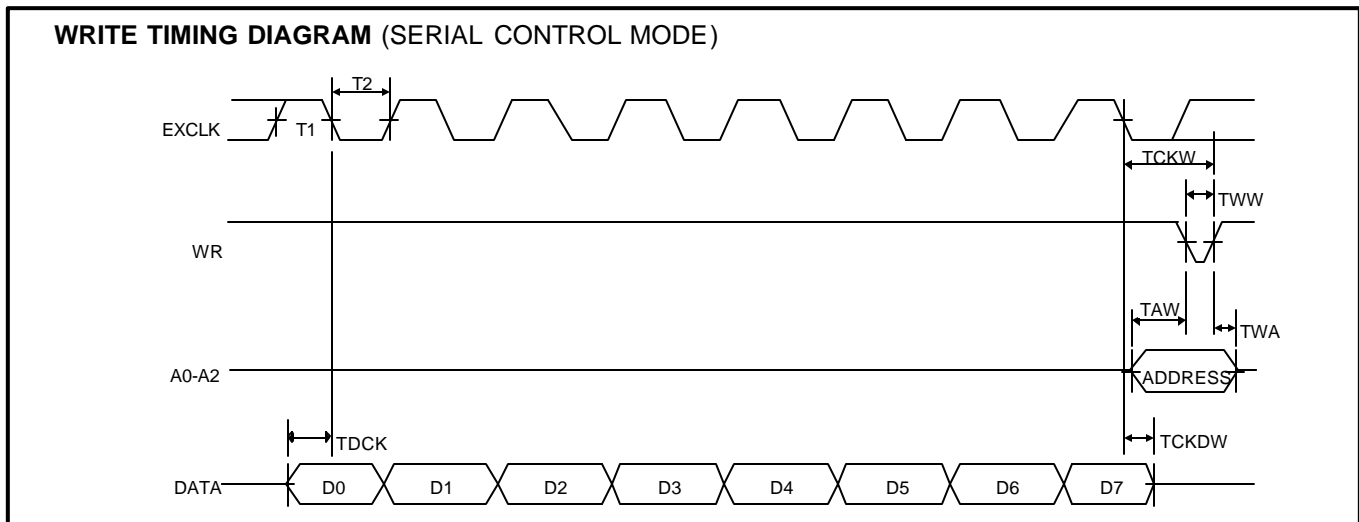 WRITE TIMING DIAGRAM (SERIAL CONTROL MODE)
T2
EXCLK
T1
TCKW
TWW
WR
TAW
TWA
A0-A2
ADDRESS
TDCK
TCKDW
DATA
D0 D1 D2 D3 D4 D5 D6 D7